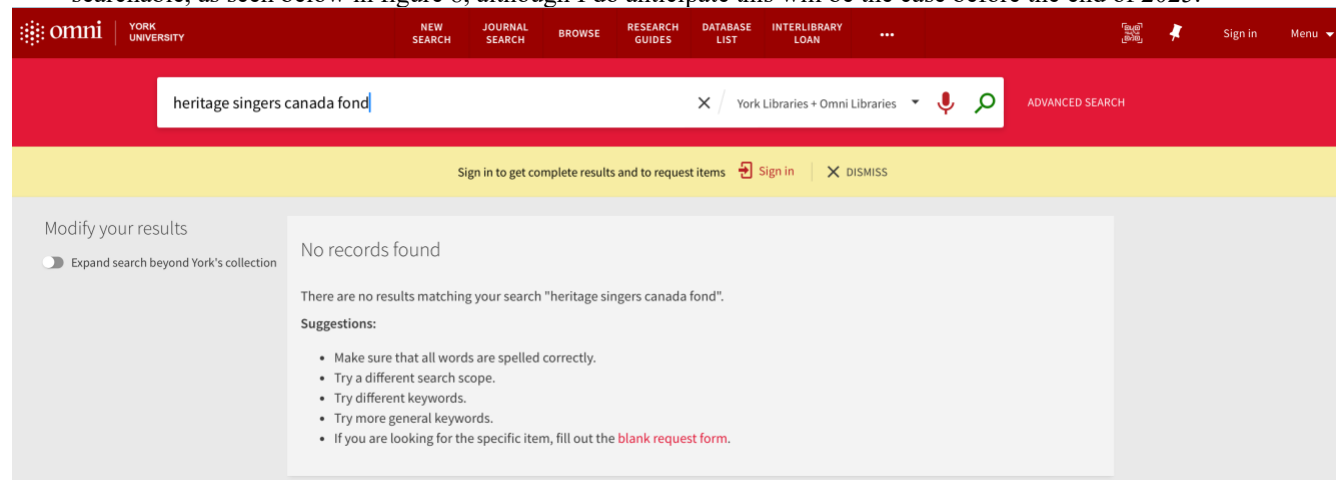 searchable, as seen below in figure 8, although I do anticipate this will be the case before the end of 2023.
omni YORK UNIVERSITY NEW SEARCH JOURNAL SEARCH BROWSE RESEARCH GUIDES DATABASE LIST INTERLIBRARY LOAN ... Sign in Menu
heritage singers canada fond York Libraries + Omni Libraries ADVANCED SEARCH
Sign in to get complete results and to request items Sign in DISMISS
Modify your results
Expand search beyond York's collection
No records found
There are no results matching your search "heritage singers canada fond".
Suggestions:
• Make sure that all words are spelled correctly.
• Try a different search scope.
• Try different keywords.
• Try more general keywords.
• If you are looking for the specific item, fill out the blank request form.